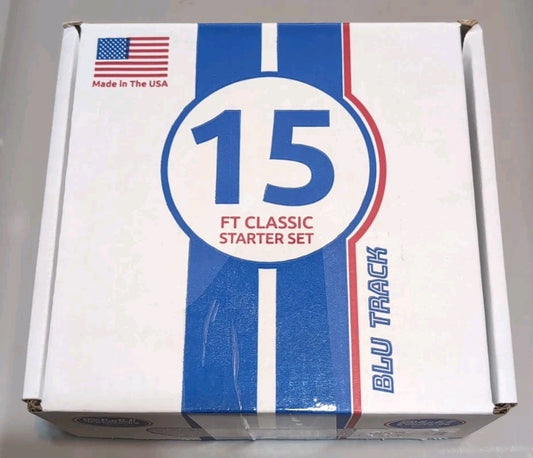 Made in The USA
15
FT CLASSIC
STARTER SET
BLU TRACK